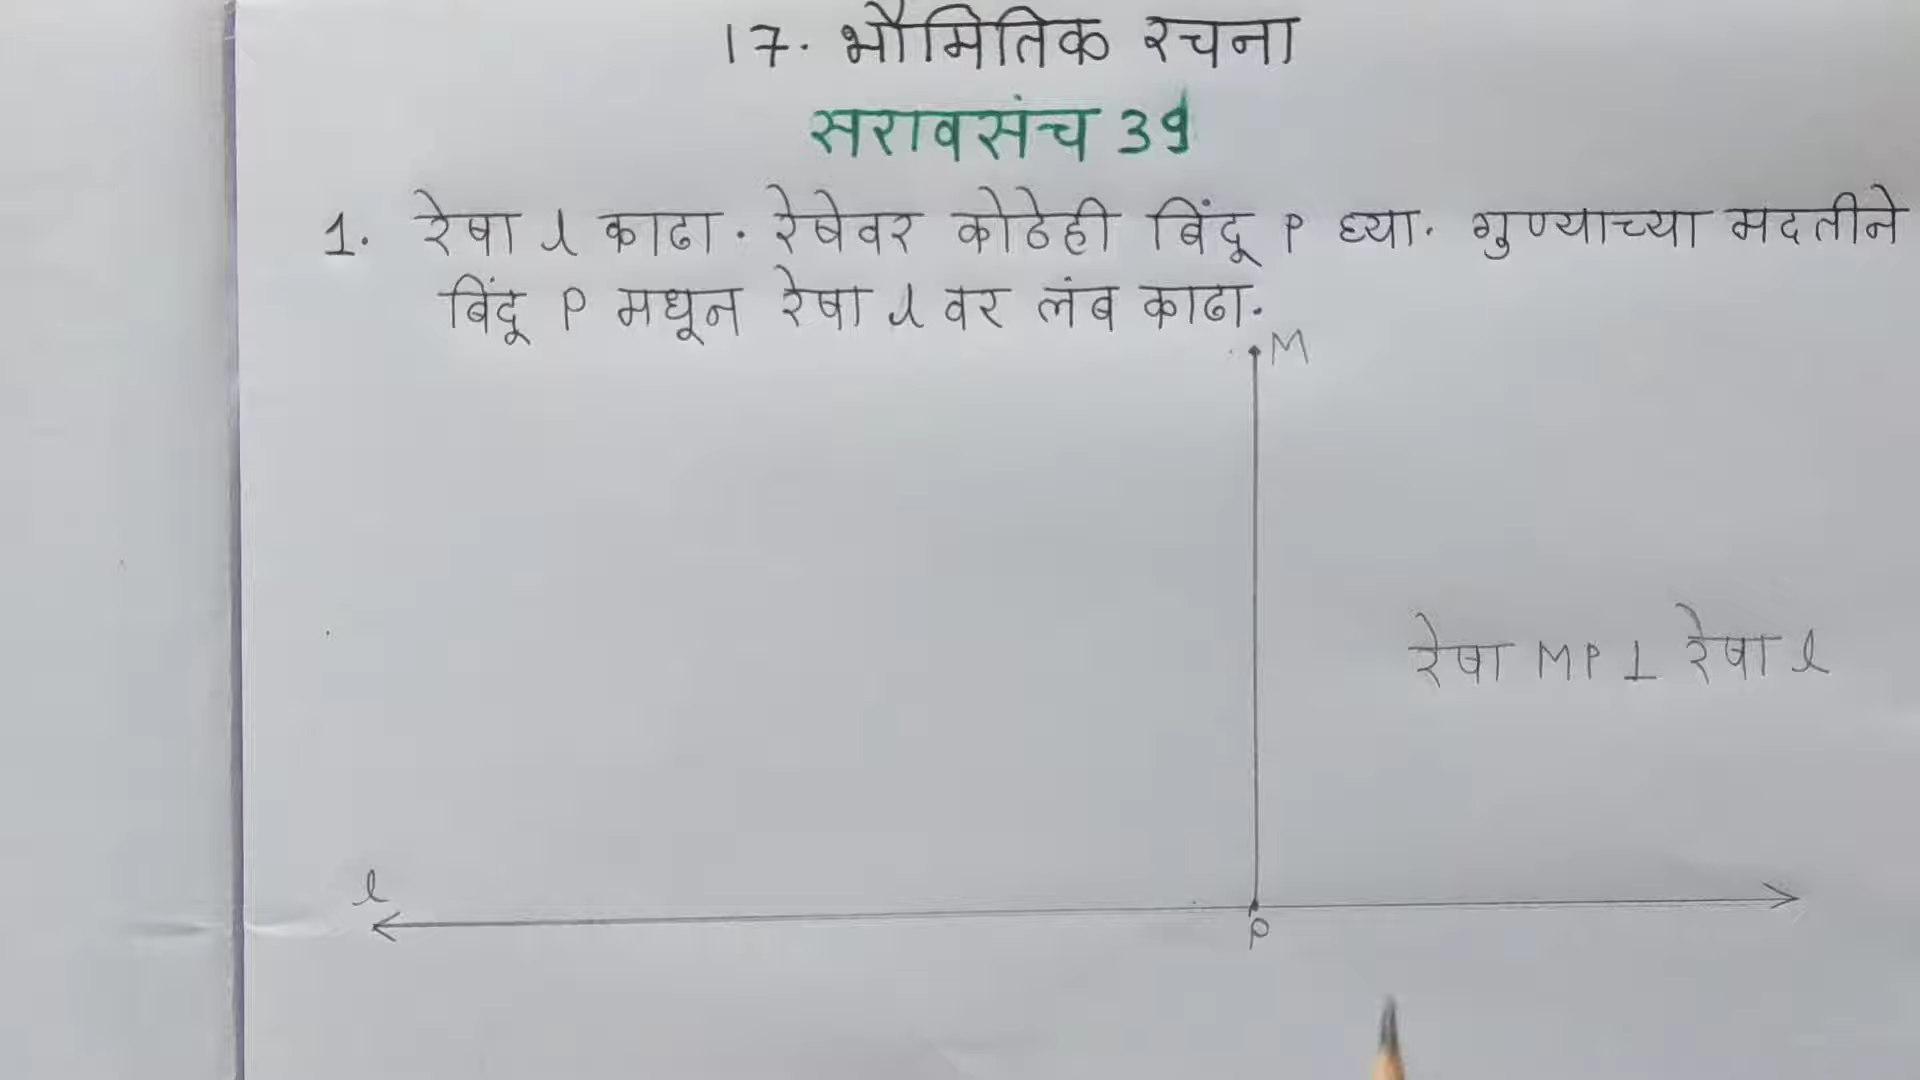 17. भौमितिक रचना
सरावसंच 39
1. रेषा l काढा. रेषेवर कोठेही बिंदू P घ्या. गुण्याच्या मदतीने
बिंदू P मधून रेषा l वर लंब काढा.
M
रेषा MP ⊥ रेषा l
l
P